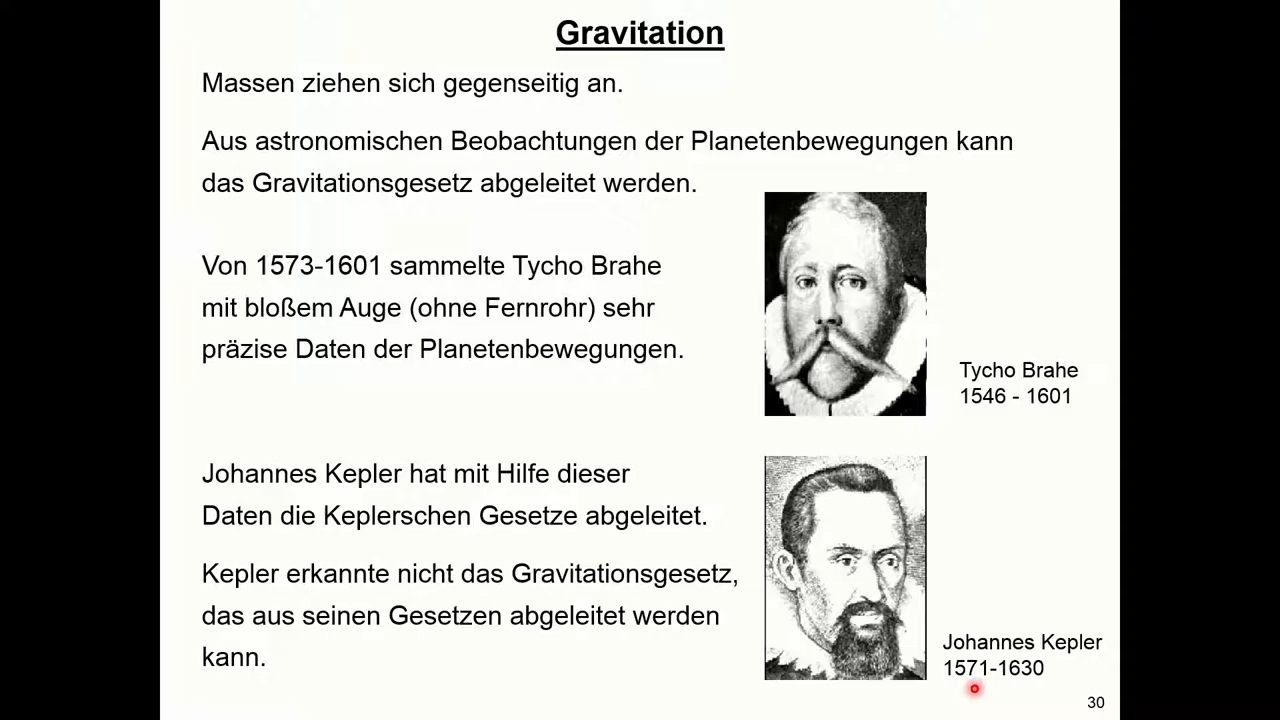 Gravitation
Massen ziehen sich gegenseitig an.
Aus astronomischen Beobachtungen der Planetenbewegungen kann
das Gravitationsgesetz abgeleitet werden.
Von 1573-1601 sammelte Tycho Brahe
mit bloßem Auge (ohne Fernrohr) sehr
präzise Daten der Planetenbewegungen.
Tycho Brahe
1546 - 1601
Johannes Kepler hat mit Hilfe dieser
Daten die Keplerschen Gesetze abgeleitet.
Kepler erkannte nicht das Gravitationsgesetz,
das aus seinen Gesetzen abgeleitet werden
kann.
Johannes Kepler
1571-1630
30